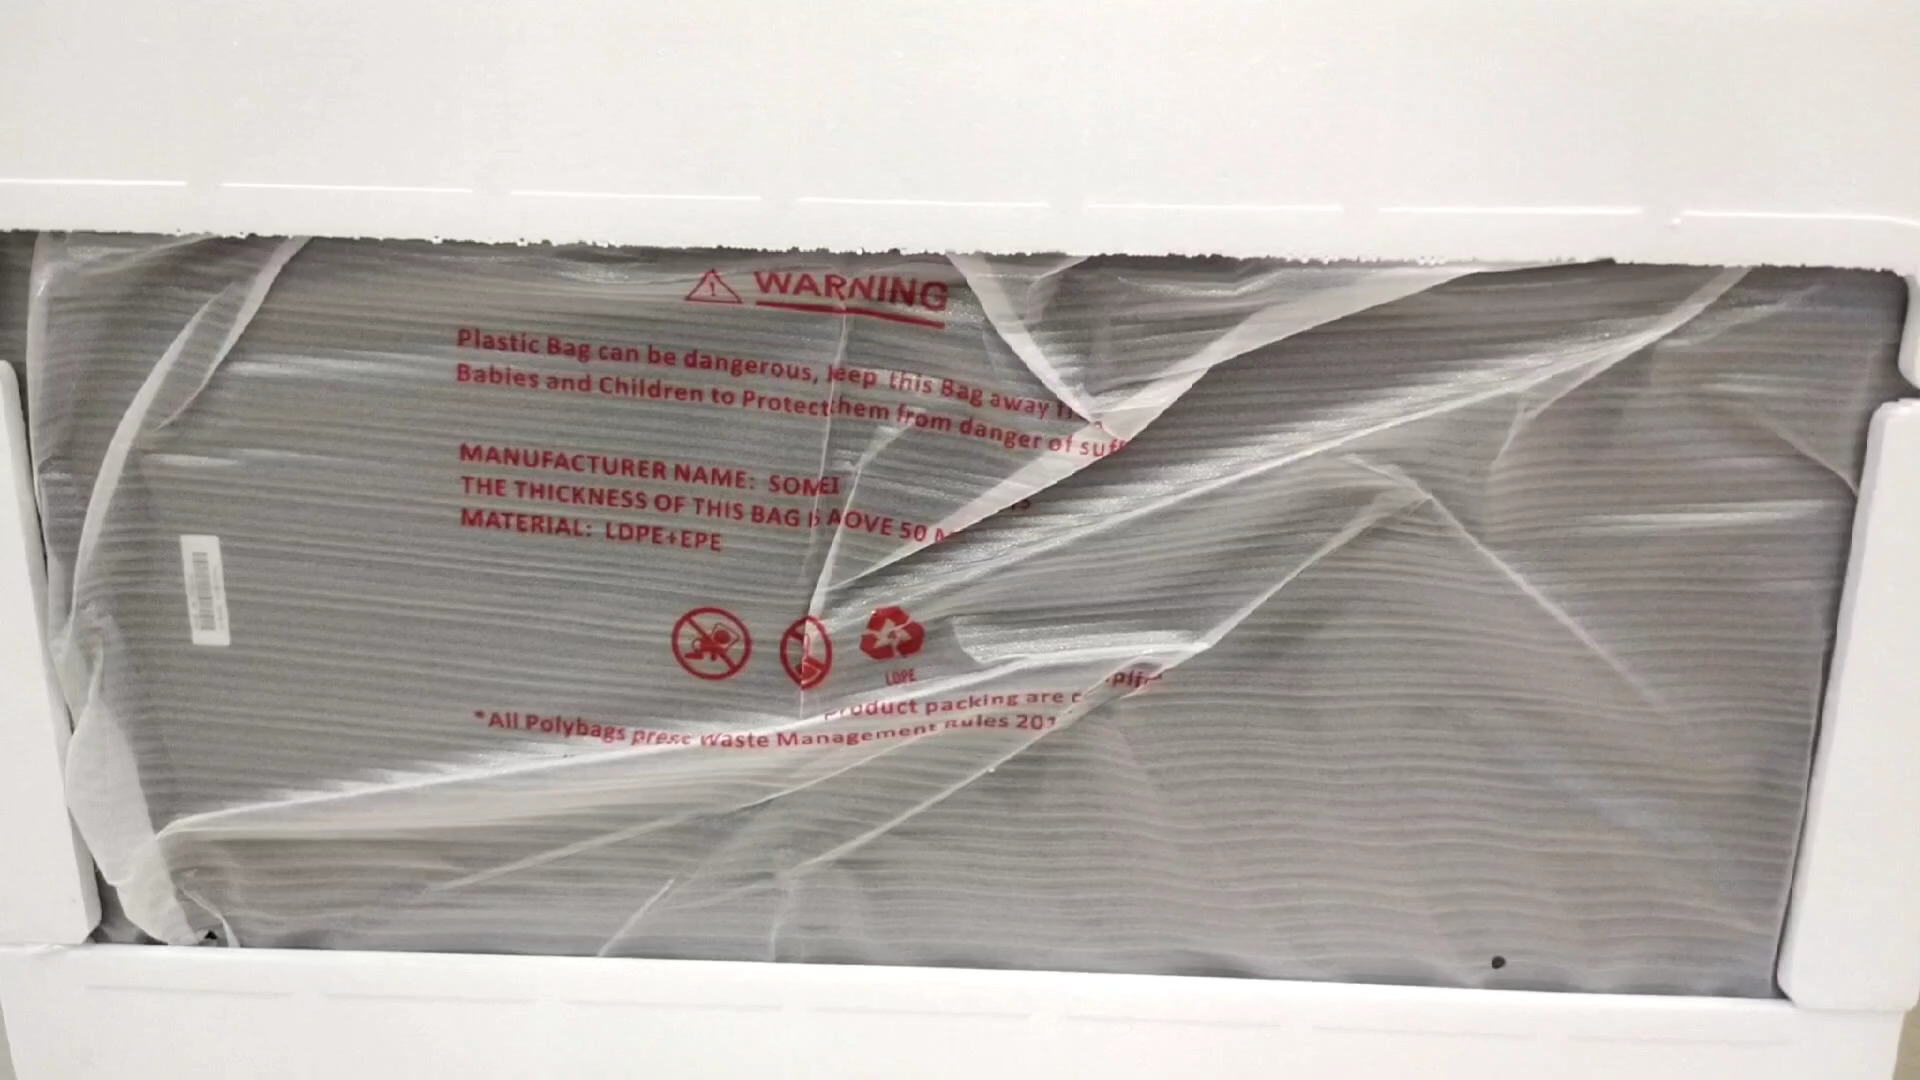 WARNING
Plastic Bag can be dangerous, keep this Bag away
Babies and Children to Protect them from danger of
MANUFACTURER NAME: SOMEI
THE THICKNESS OF THIS BAG AOVE 50
MATERIAL: LDPE+EPE
LDPE
product packing are
*All Polybags Waste Management Rules